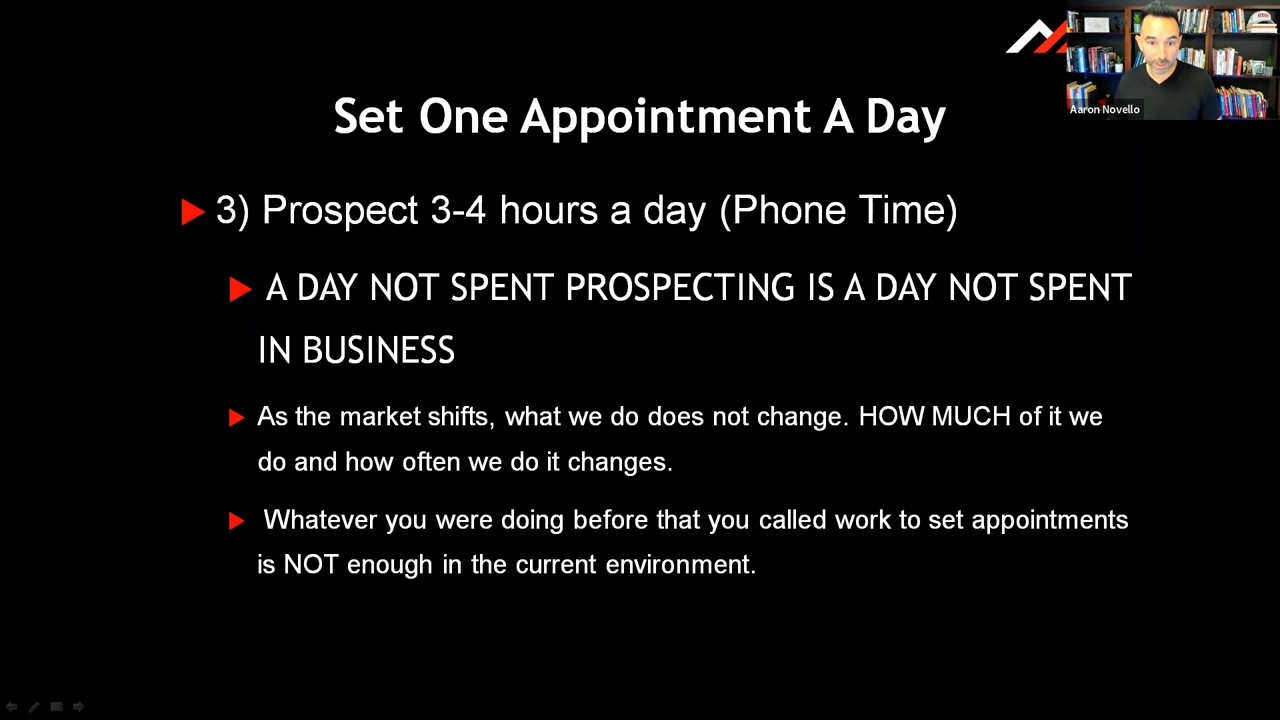 Set One Appointment A Day
3) Prospect 3-4 hours a day (Phone Time)
A DAY NOT SPENT PROSPECTING IS A DAY NOT SPENT
IN BUSINESS
As the market shifts, what we do does not change. HOW MUCH of it we
do and how often we do it changes.
Whatever you were doing before that you called work to set appointments
is NOT enough in the current environment.
Aaron Novello